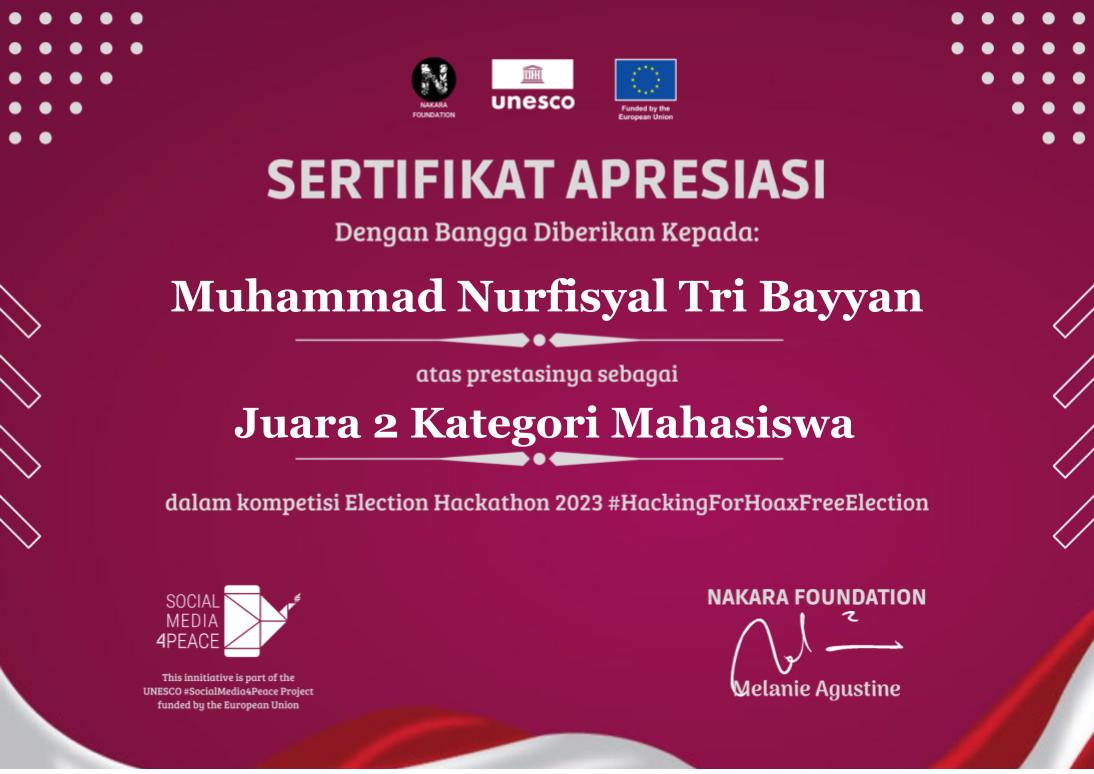 NAKARA
FOUNDATION
unesco
Funded by the
European Union
SERTIFIKAT APRESIASI
Dengan Bangga Diberikan Kepada:
Muhammad Nurfisyal Tri Bayyan
atas prestasinya sebagai
Juara 2 Kategori Mahasiswa
dalam kompetisi Election Hackathon 2023 #HackingForHoaxFreeElection
SOCIAL
MEDIA
4PEACE
This innitiative is part of the
UNESCO #SocialMedia4Peace Project
funded by the European Union
NAKARA FOUNDATION
Melanie Agustine